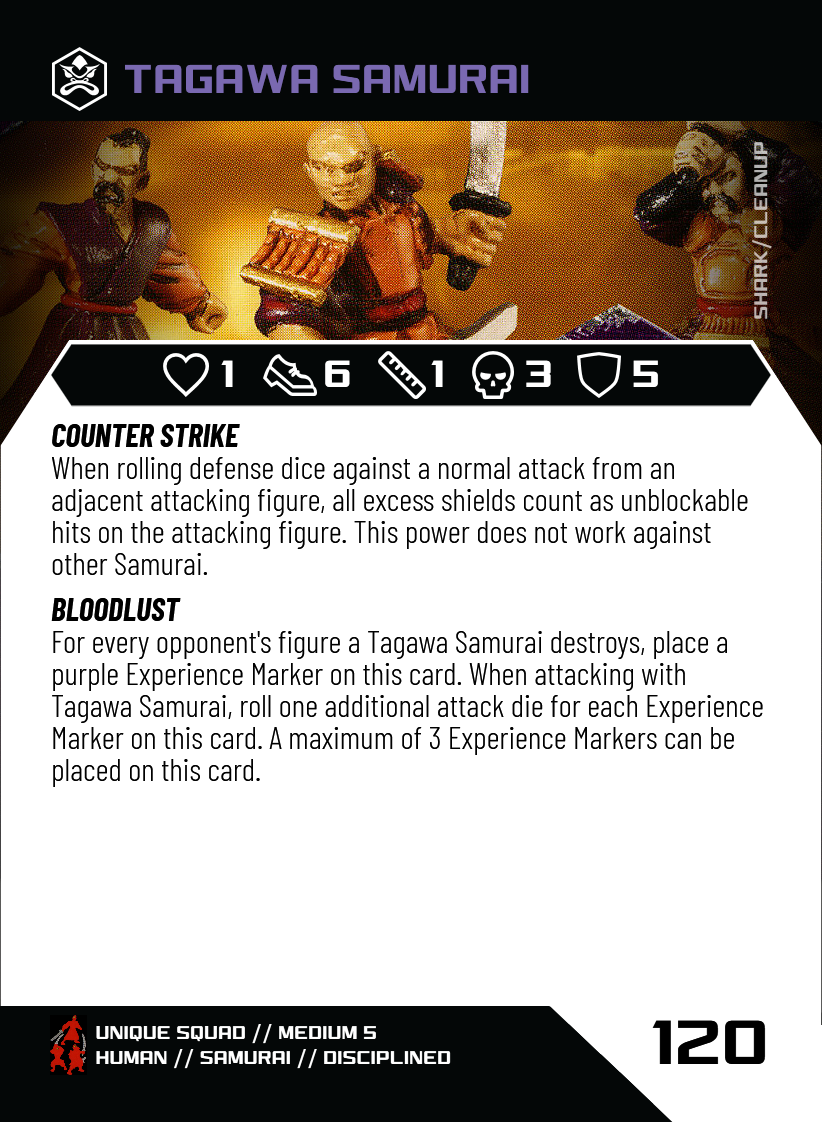 TAGAWA SAMURAI
SHARK/CLEANUP
1 6 1 3 5
COUNTER STRIKE
When rolling defense dice against a normal attack from an
adjacent attacking figure, all excess shields count as unblockable
hits on the attacking figure. This power does not work against
other Samurai.
BLOODLUST
For every opponent's figure a Tagawa Samurai destroys, place a
purple Experience Marker on this card. When attacking with
Tagawa Samurai, roll one additional attack die for each Experience
Marker on this card. A maximum of 3 Experience Markers can be
placed on this card.
UNIQUE SQUAD // MEDIUM 5
HUMAN // SAMURAI // DISCIPLINED
120